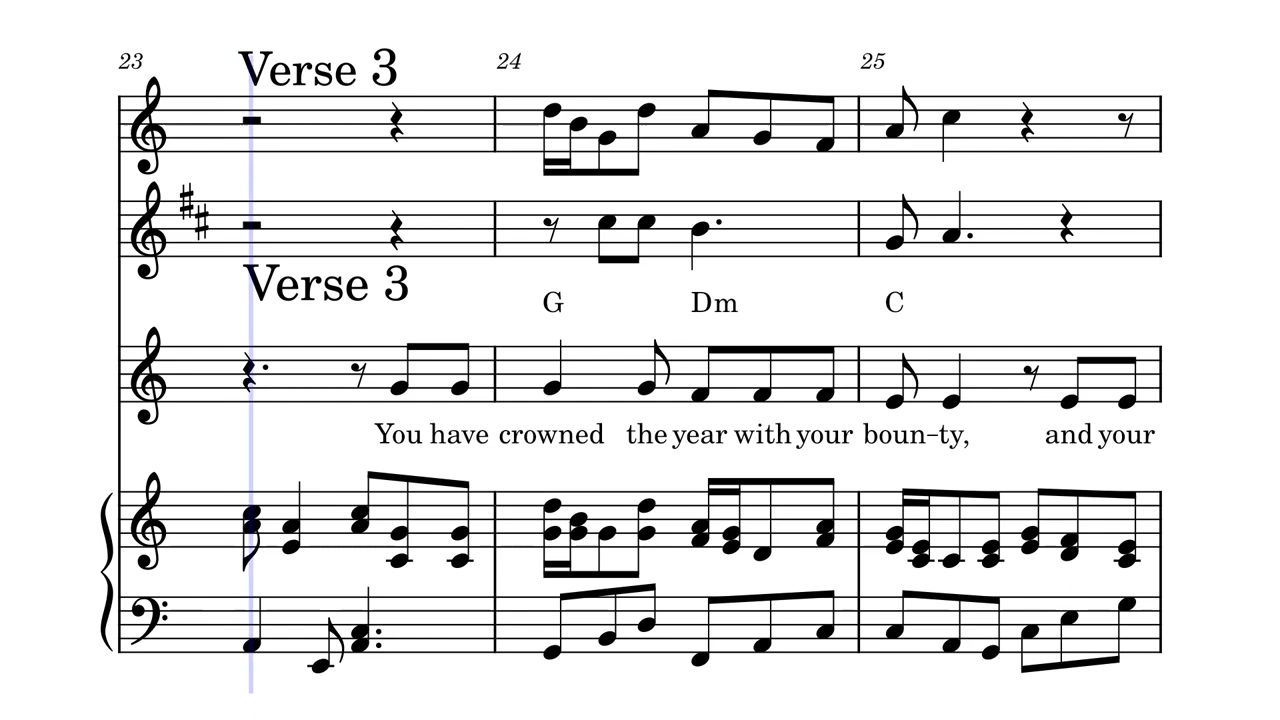 23 24 25
Verse 3
Verse 3
G Dm C
You have crowned the year with your boun-ty, and your